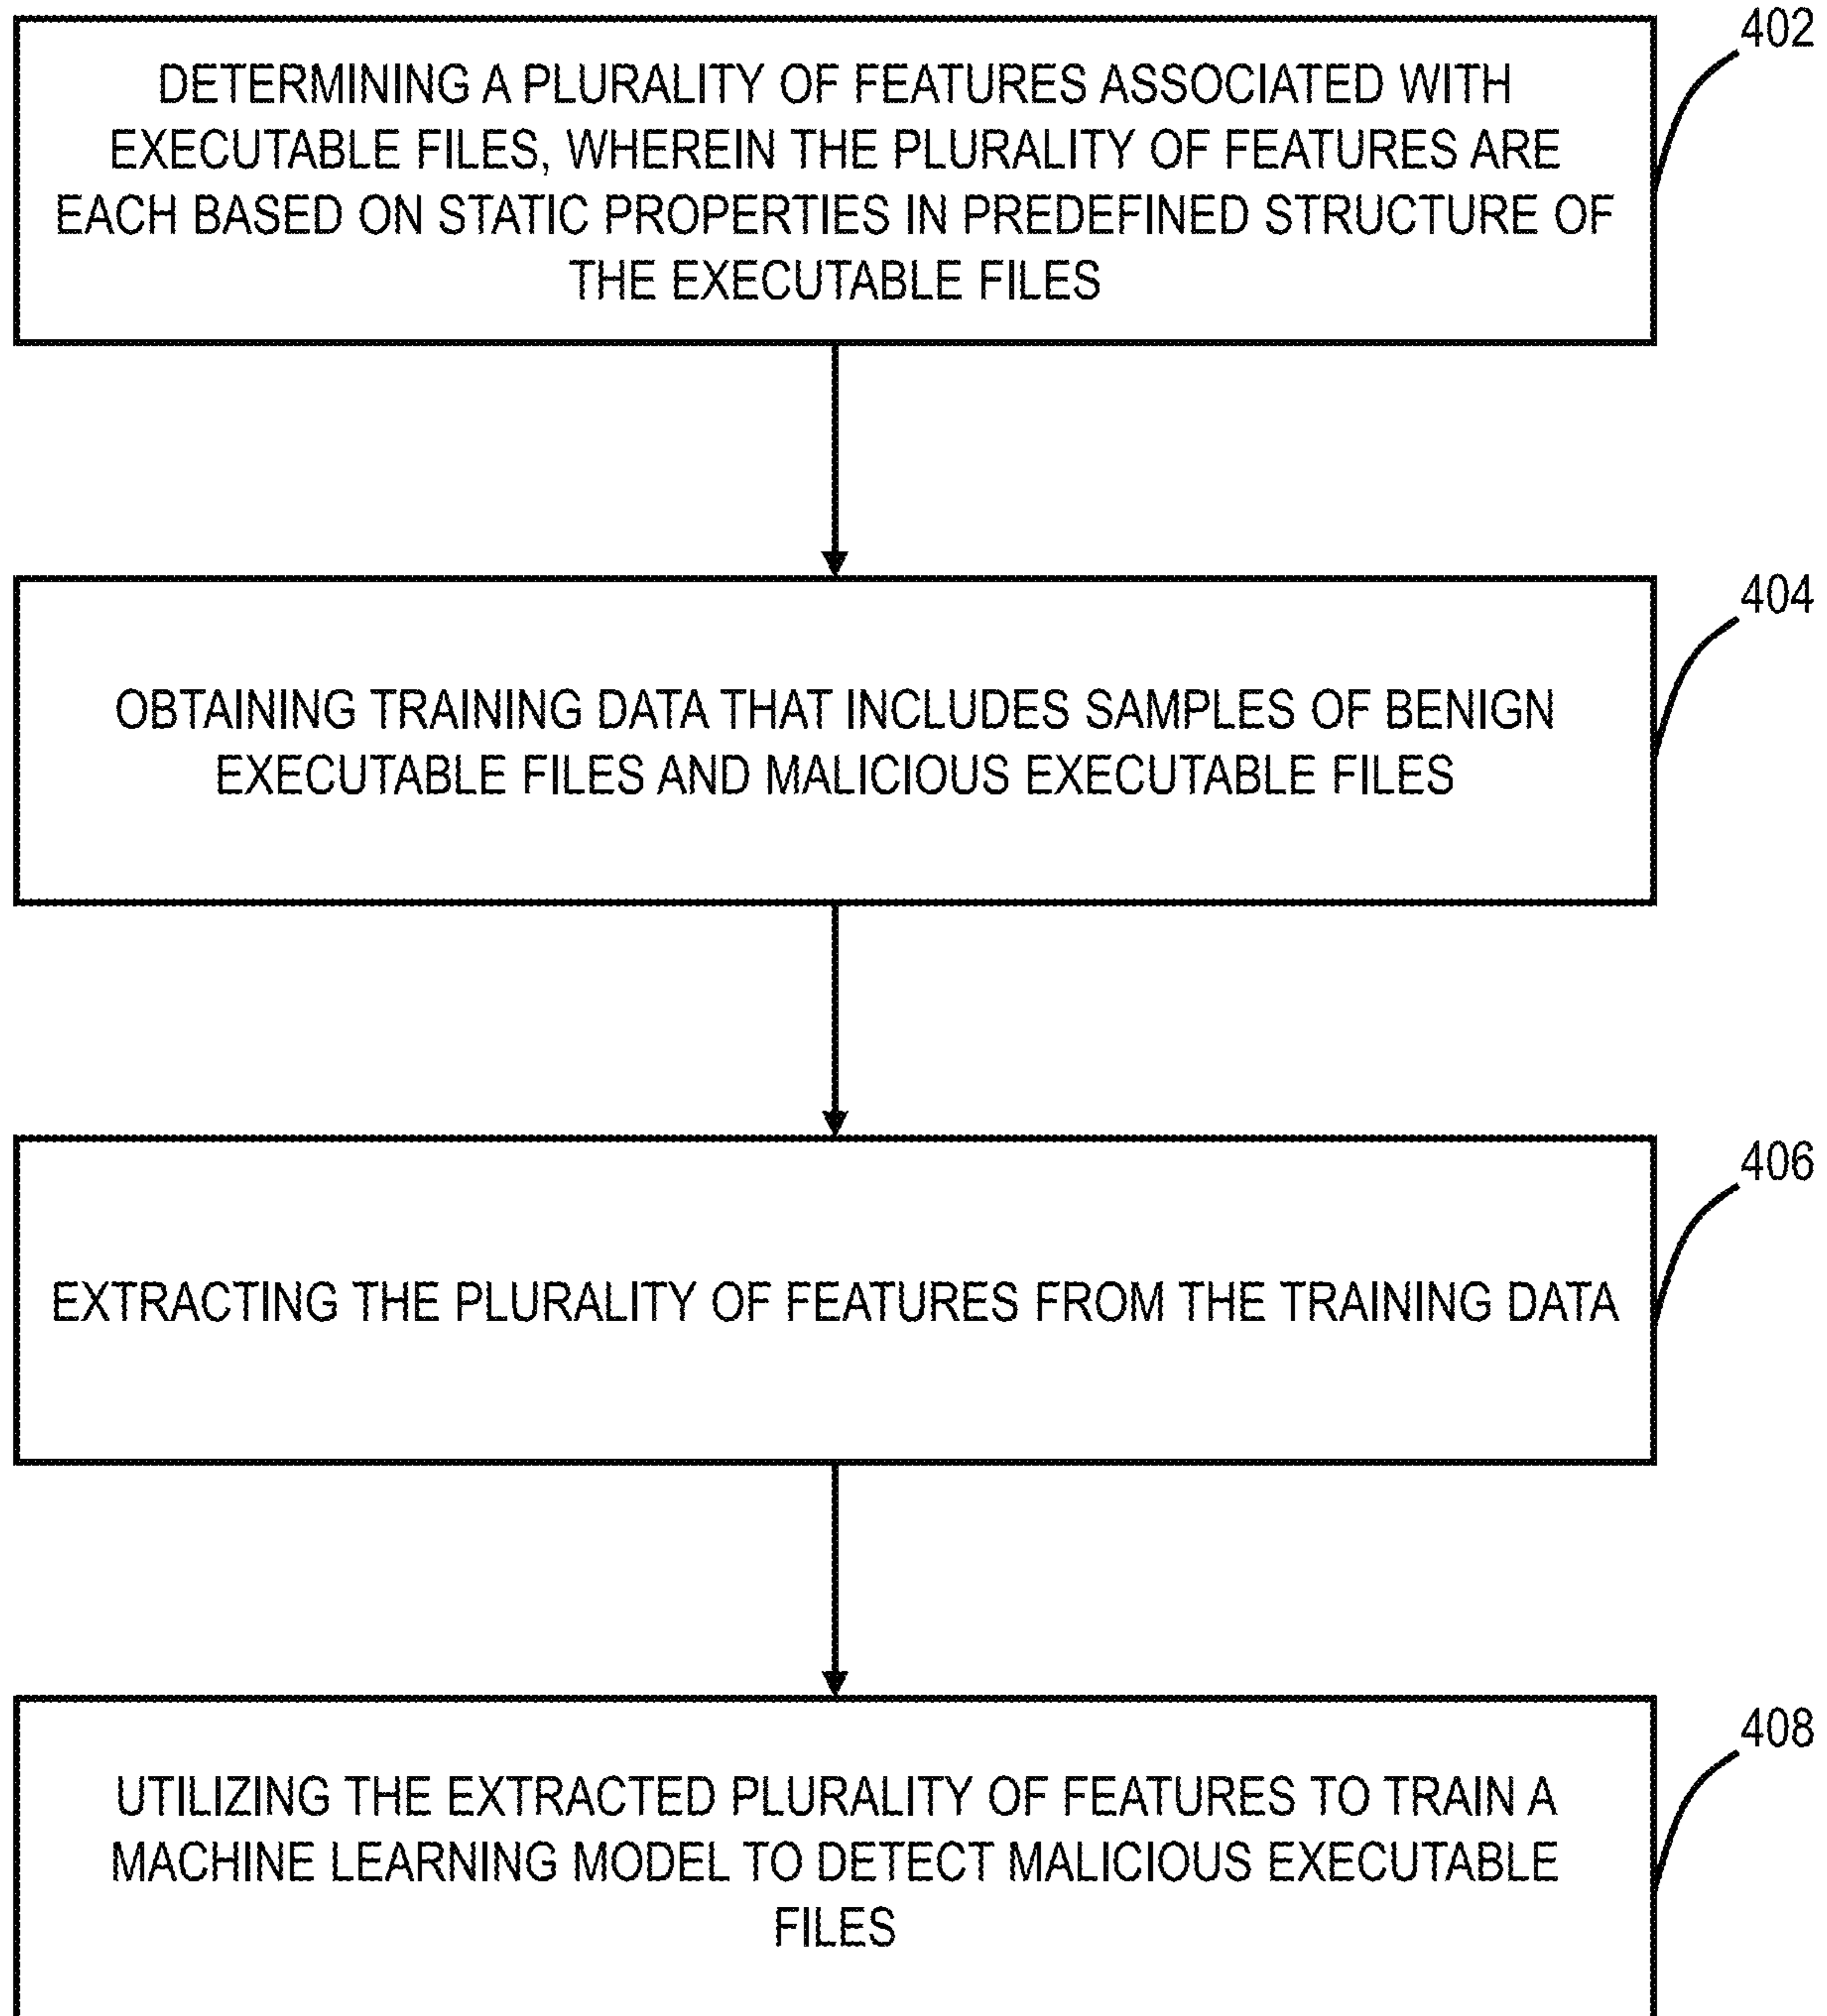 402
DETERMINING A PLURALITY OF FEATURES ASSOCIATED WITH
EXECUTABLE FILES, WHEREIN THE PLURALITY OF FEATURES ARE
EACH BASED ON STATIC PROPERTIES IN PREDEFINED STRUCTURE OF
THE EXECUTABLE FILES
404
OBTAINING TRAINING DATA THAT INCLUDES SAMPLES OF BENIGN
EXECUTABLE FILES AND MALICIOUS EXECUTABLE FILES
406
EXTRACTING THE PLURALITY OF FEATURES FROM THE TRAINING DATA
408
UTILIZING THE EXTRACTED PLURALITY OF FEATURES TO TRAIN A
MACHINE LEARNING MODEL TO DETECT MALICIOUS EXECUTABLE
FILES